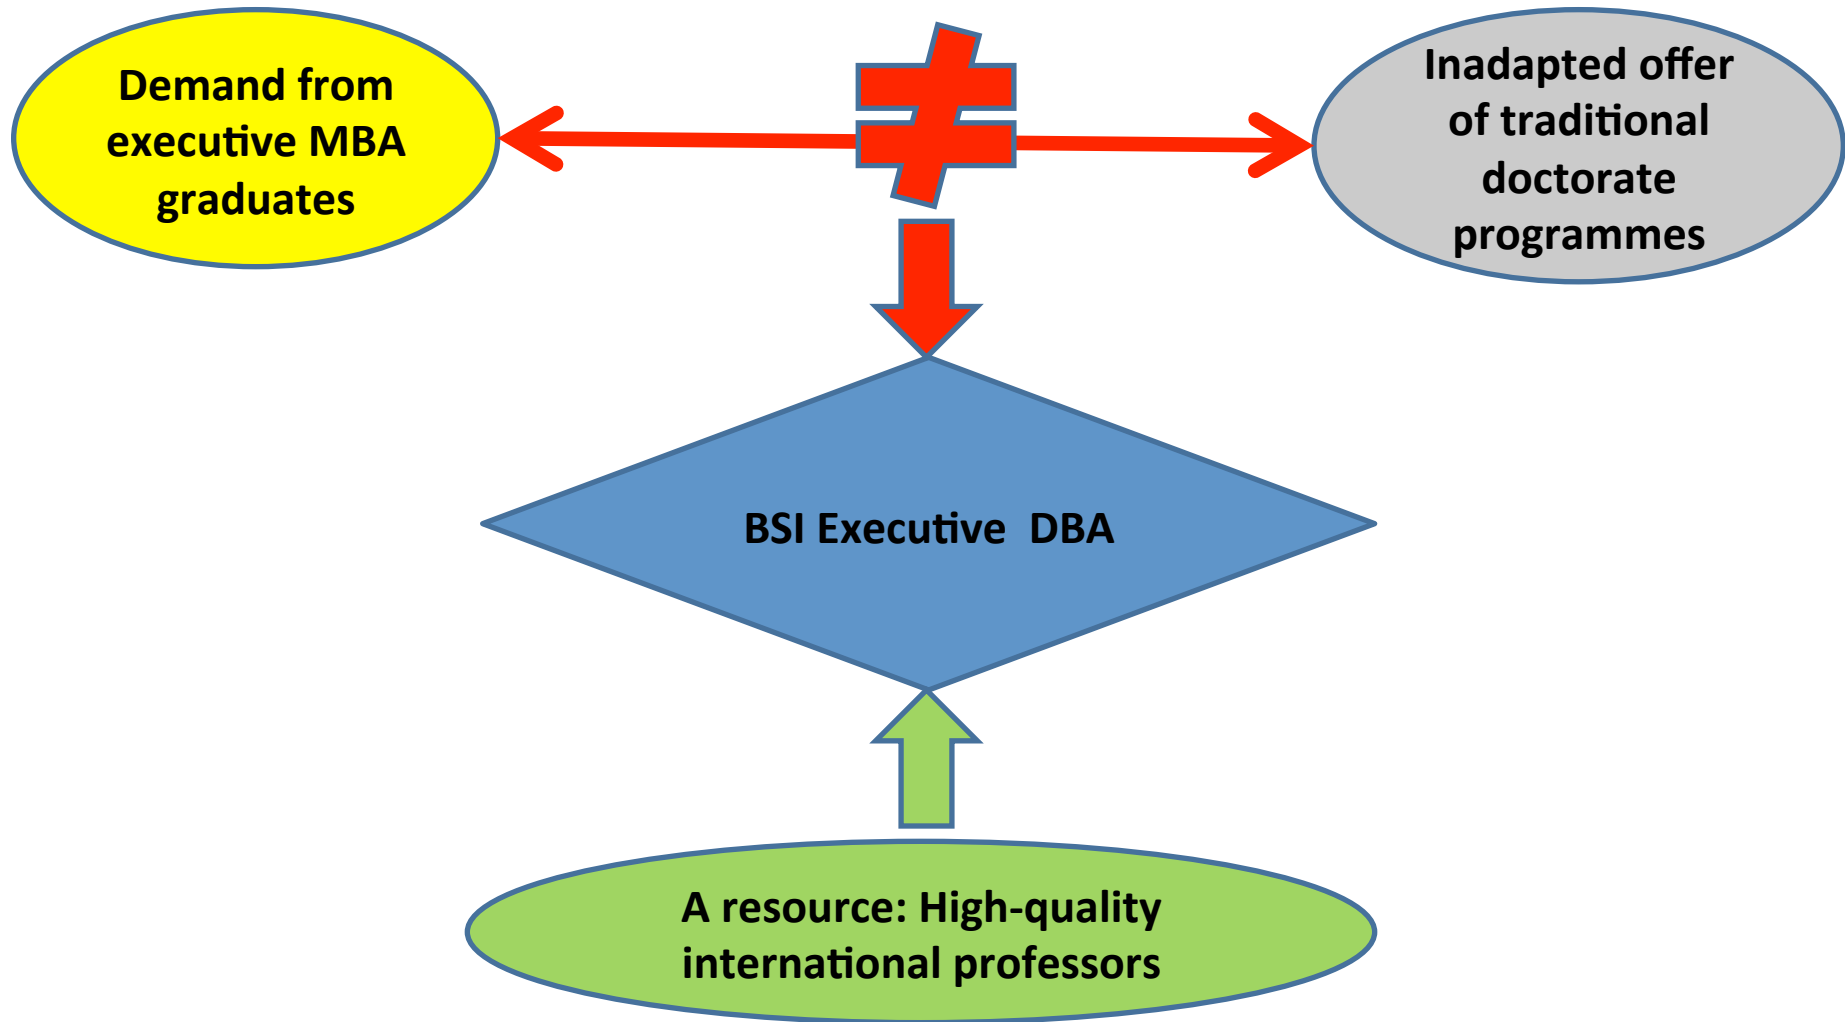 Demand from
executive MBA
graduates
Inadapted offer
of traditional
doctorate
programmes
BSI Executive  DBA
A resource: High-quality
international professors